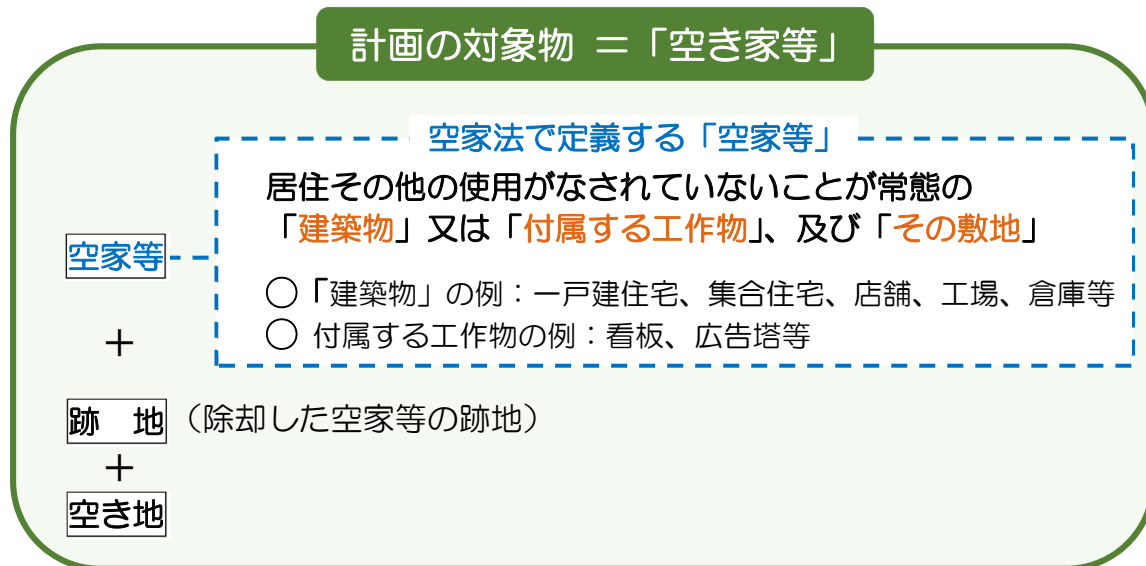 計画の対象物 ＝「空き家等」
空家法で定義する「空家等」
居住その他の使用がなされていないことが常態の
「建築物」又は「付属する工作物」、及び「その敷地」
空家等
○「建築物」の例：一戸建住宅、集合住宅、店舗、工場、倉庫等
○ 付属する工作物の例：看板、広告塔等
＋
跡　地（除却した空家等の跡地）
＋
空き地